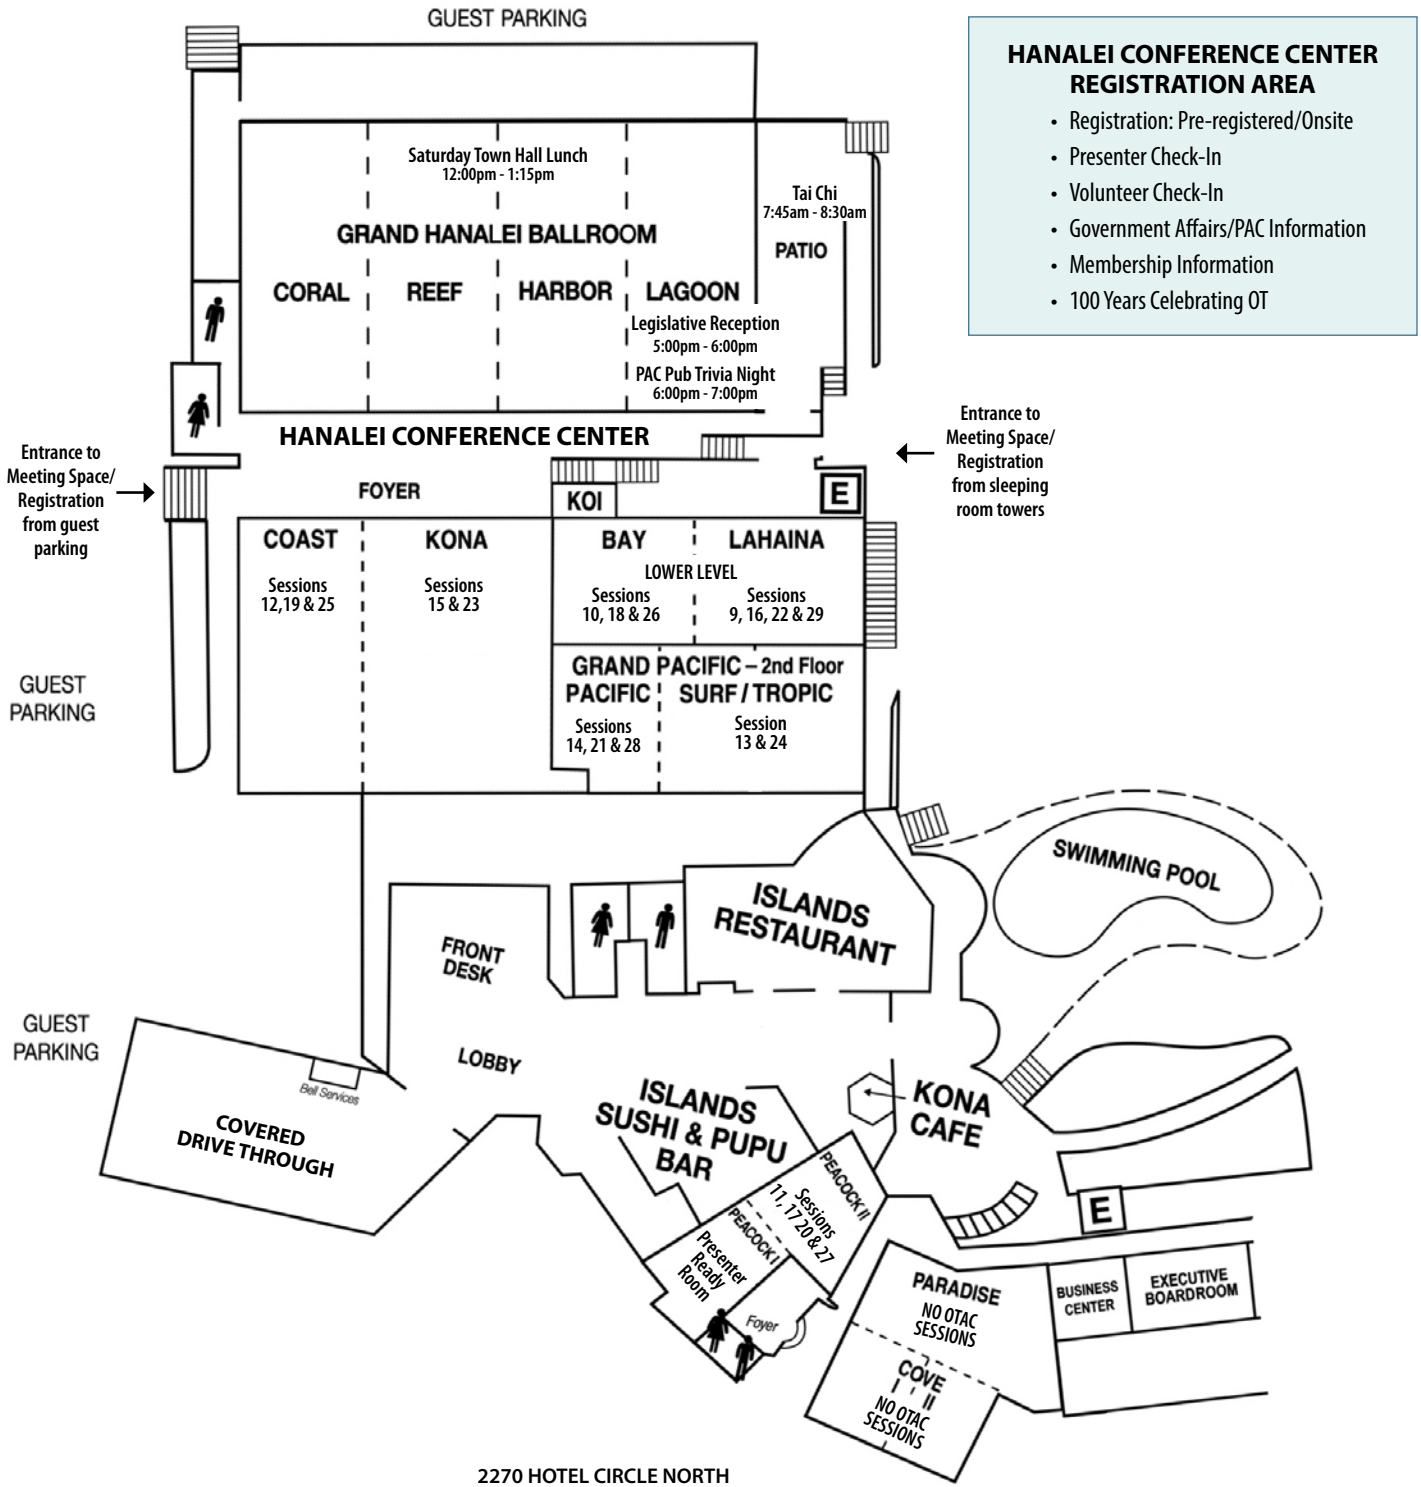 GUEST PARKING
HANALEI CONFERENCE CENTER
REGISTRATION AREA
• Registration: Pre-registered/Onsite
• Presenter Check-In
• Volunteer Check-In
• Government Affairs/PAC Information
• Membership Information
• 100 Years Celebrating OT
Saturday Town Hall Lunch
12:00pm - 1:15pm
Tai Chi
7:45am - 8:30am
PATIO
GRAND HANALEI BALLROOM
CORAL
REEF
HARBOR
LAGOON
Legislative Reception
5:00pm - 6:00pm
PAC Pub Trivia Night
6:00pm - 7:00pm
HANALEI CONFERENCE CENTER
Entrance to
Meeting Space/
Registration
from sleeping
room towers
Entrance to
Meeting Space/
Registration
from guest
parking
FOYER
KOI
E
COAST
Sessions
12,19 & 25
KONA
Sessions
15 & 23
BAY
LAHAINA
LOWER LEVEL
Sessions
10, 18 & 26
Sessions
9, 16, 22 & 29
GRAND PACIFIC – 2nd Floor
PACIFIC
SURF / TROPIC
Sessions
14, 21 & 28
Session
13 & 24
GUEST
PARKING
SWIMMING POOL
ISLANDS
RESTAURANT
FRONT
DESK
LOBBY
GUEST
PARKING
Bell Services
COVERED
DRIVE THROUGH
ISLANDS
SUSHI & PUPU
BAR
KONA
CAFE
PEACOCK II
Sessions
11, 17 20 & 27
PEACOCK I
Presenter
Ready
Room
Foyer
E
PARADISE
NO OTAC
SESSIONS
BUSINESS
CENTER
EXECUTIVE
BOARDROOM
COVE
I II
NO OTAC
SESSIONS
2270 HOTEL CIRCLE NORTH